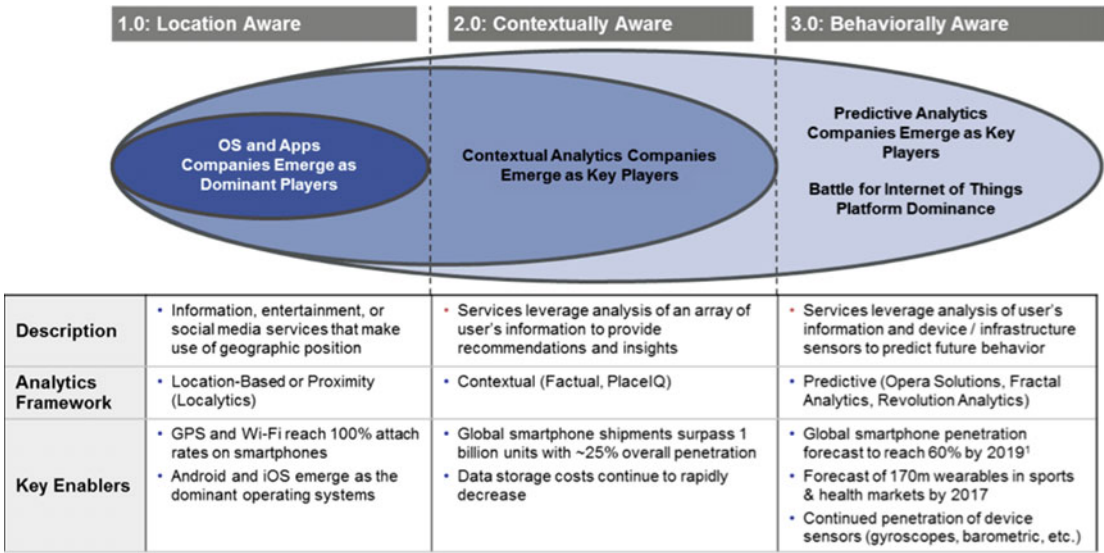 1.0: Location Aware
2.0: Contextually Aware
3.0: Behaviorally Aware
OS and Apps
Companies Emerge as
Dominant Players
Contextual Analytics Companies
Emerge as Key Players
Predictive Analytics
Companies Emerge as Key
Players
Battle for Internet of Things
Platform Dominance
Description
• Information, entertainment, or
social media services that make
use of geographic position
• Services leverage analysis of an array of
user's information to provide
recommendations and insights
• Services leverage analysis of user's
information and device / infrastructure
sensors to predict future behavior
Analytics
Framework
• Location-Based or Proximity
(Localytics)
• Contextual (Factual, PlaceIQ)
• Predictive (Opera Solutions, Fractal
Analytics, Revolution Analytics)
Key Enablers
• GPS and Wi-Fi reach 100% attach
rates on smartphones
• Android and iOS emerge as the
dominant operating systems
• Global smartphone shipments surpass 1
billion units with ~25% overall penetration
• Data storage costs continue to rapidly
decrease
• Global smartphone penetration
forecast to reach 60% by 2019¹
• Forecast of 170m wearables in sports
& health markets by 2017
• Continued penetration of device
sensors (gyroscopes, barometric, etc.)